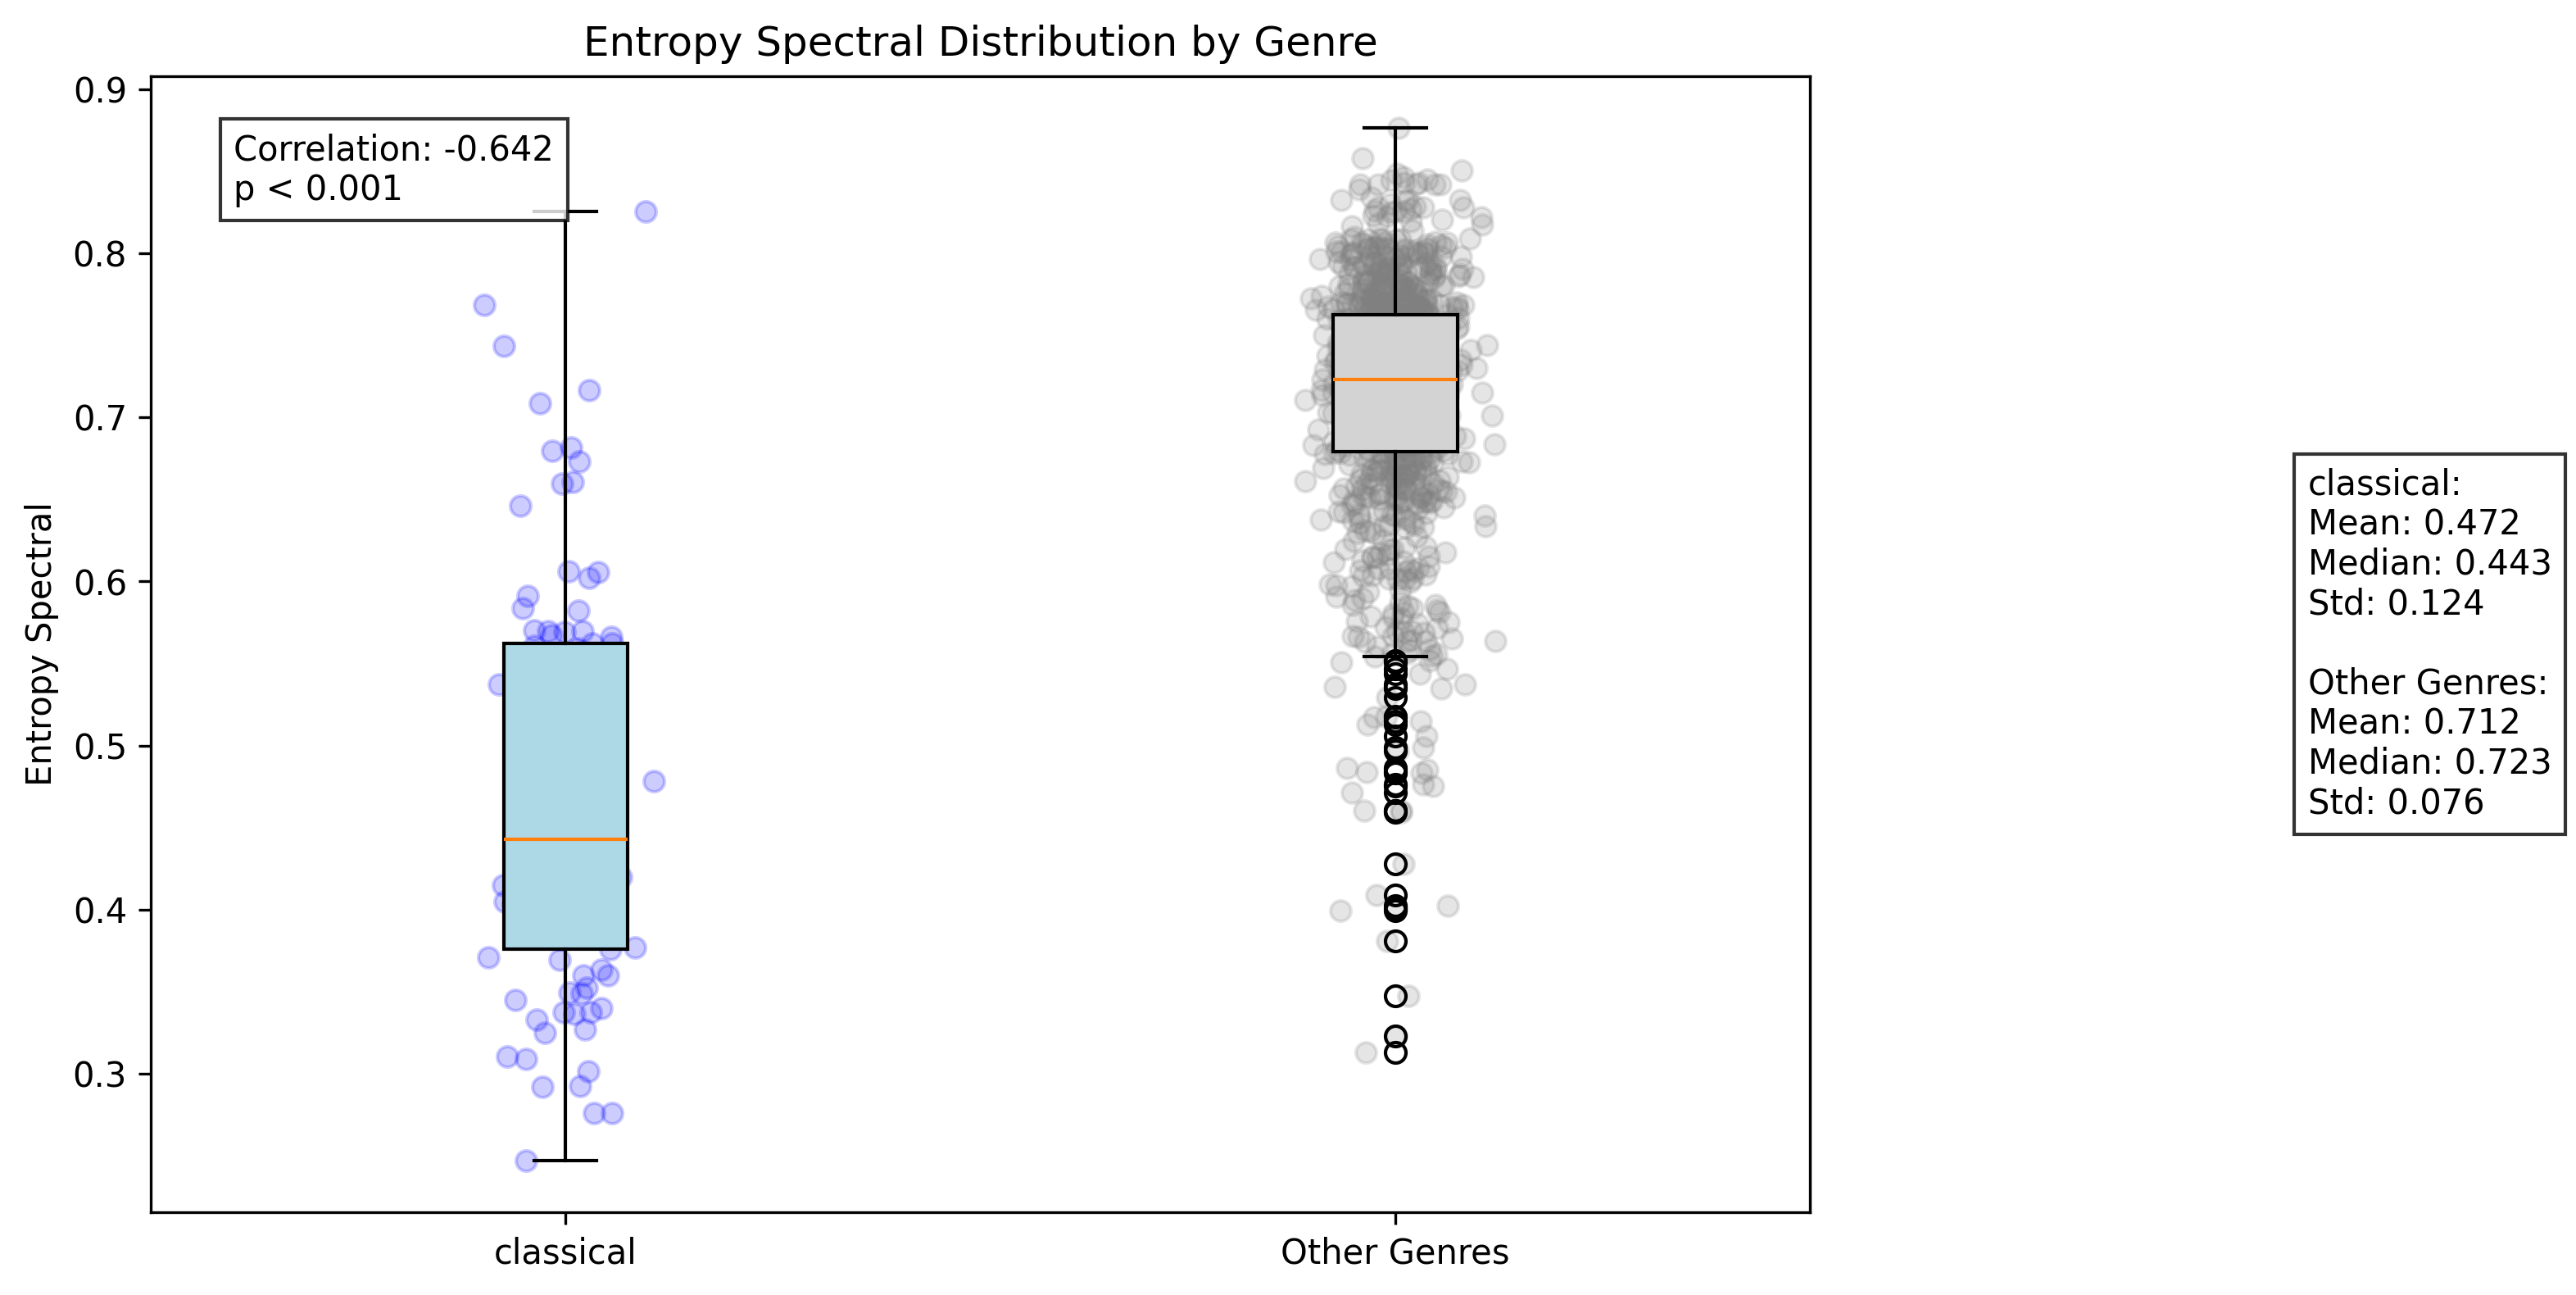 Entropy Spectral Distribution by Genre
0.9
0.8
0.7
0.6
0.5
0.4
0.3
Entropy Spectral
Correlation: -0.642
p < 0.001
classical
Other Genres
classical:
Mean: 0.472
Median: 0.443
Std: 0.124
Other Genres:
Mean: 0.712
Median: 0.723
Std: 0.076